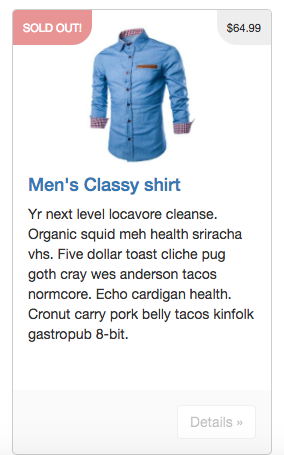 SOLD OUT!
$64.99
Men's Classy shirt
Yr next level locavore cleanse.
Organic squid meh health sriracha
vhs. Five dollar toast cliche pug
goth cray wes anderson tacos
normcore. Echo cardigan health.
Cronut carry pork belly tacos kinfolk
gastropub 8-bit.
Details »